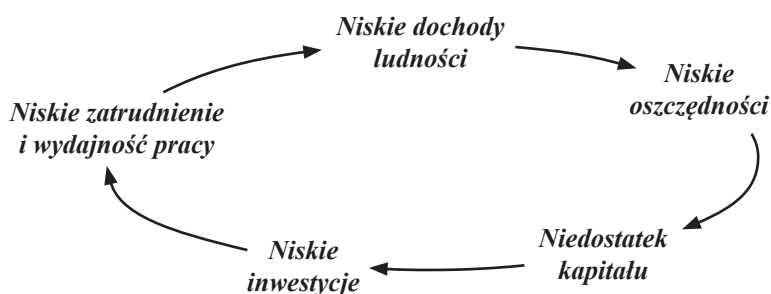 Niskie dochody
ludności
Niskie
oszczędności
Niedostatek
kapitału
Niskie
inwestycje
Niskie zatrudnienie
i wydajność pracy